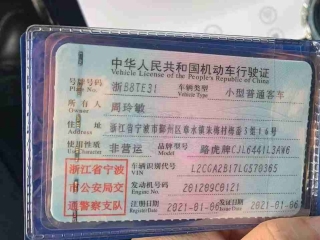 中华人民共和国机动车行驶证
Vehicle License of the People's Republic of China
号牌号码 浙B8TE31 车辆类型 小型普通客车
Plate No. Vehicle Type
所有人 周玲敏
Owner
住址 浙江省宁波市鄞州区
Address
使用性质 非营运 品牌型号 路虎牌CJL6441L3AW6
Use Character Model
浙江省宁波 车辆识别代号 L2CGA2B17LG570365
VIN
市公安局交 发动机号码 201209C0121
Engine No.
通警察支队 注册日期 2021-01-06 发证日期 2021-01-06
Register Date Issue Date